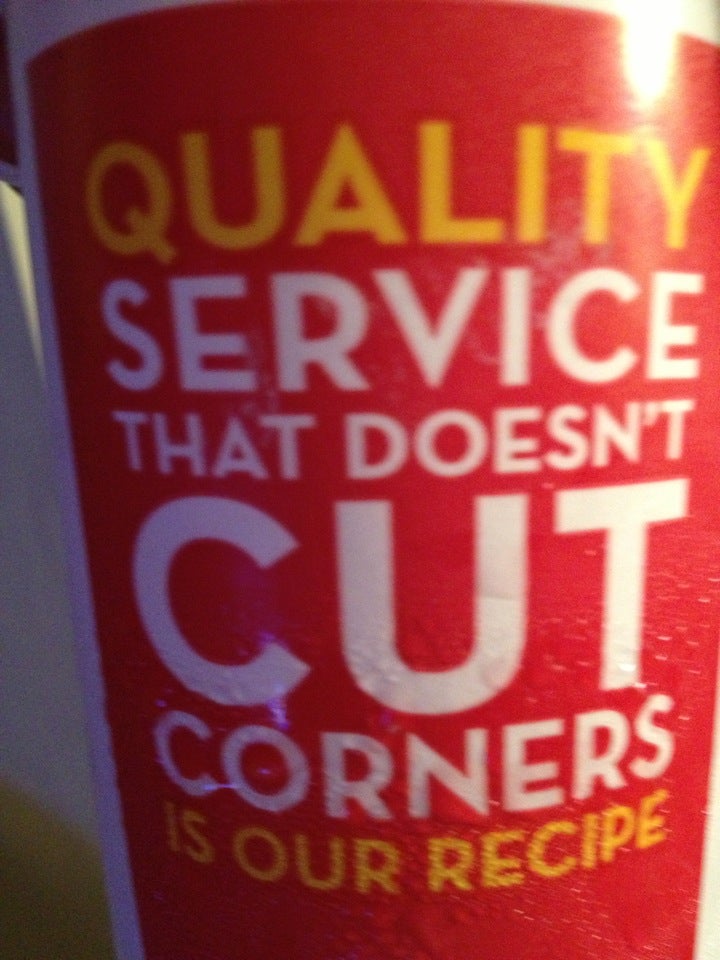 QUALITY
SERVICE
THAT DOESN'T
CUT
CORNERS
IS OUR RECIPE